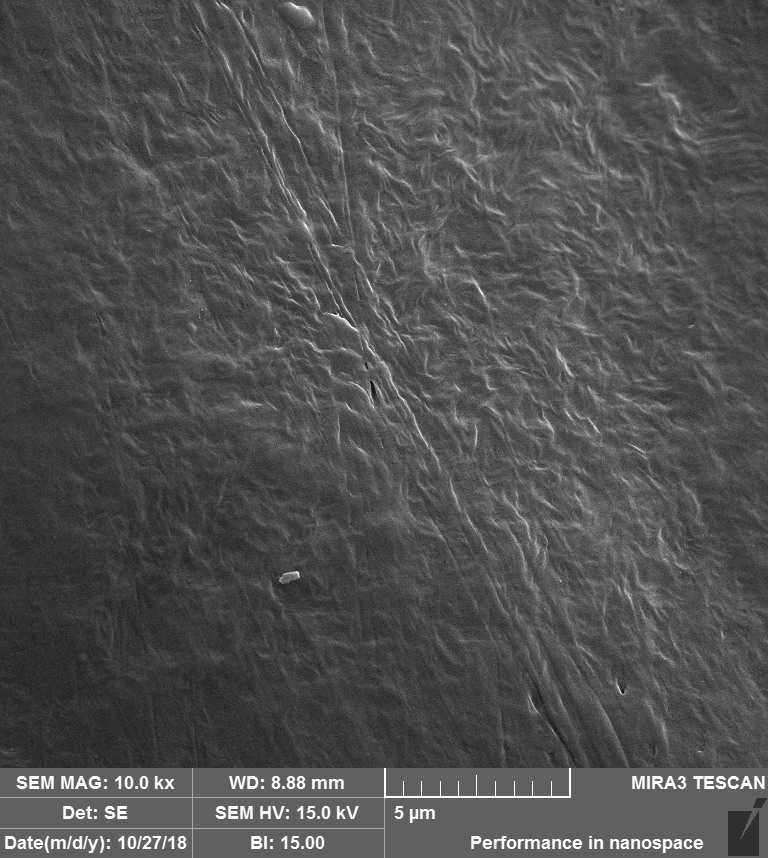 SEM MAG: 10.0 kx WD: 8.88 mm MIRA3 TESCAN
Det: SE SEM HV: 15.0 kV 5 µm
Date(m/d/y): 10/27/18 BI: 15.00 Performance in nanospace